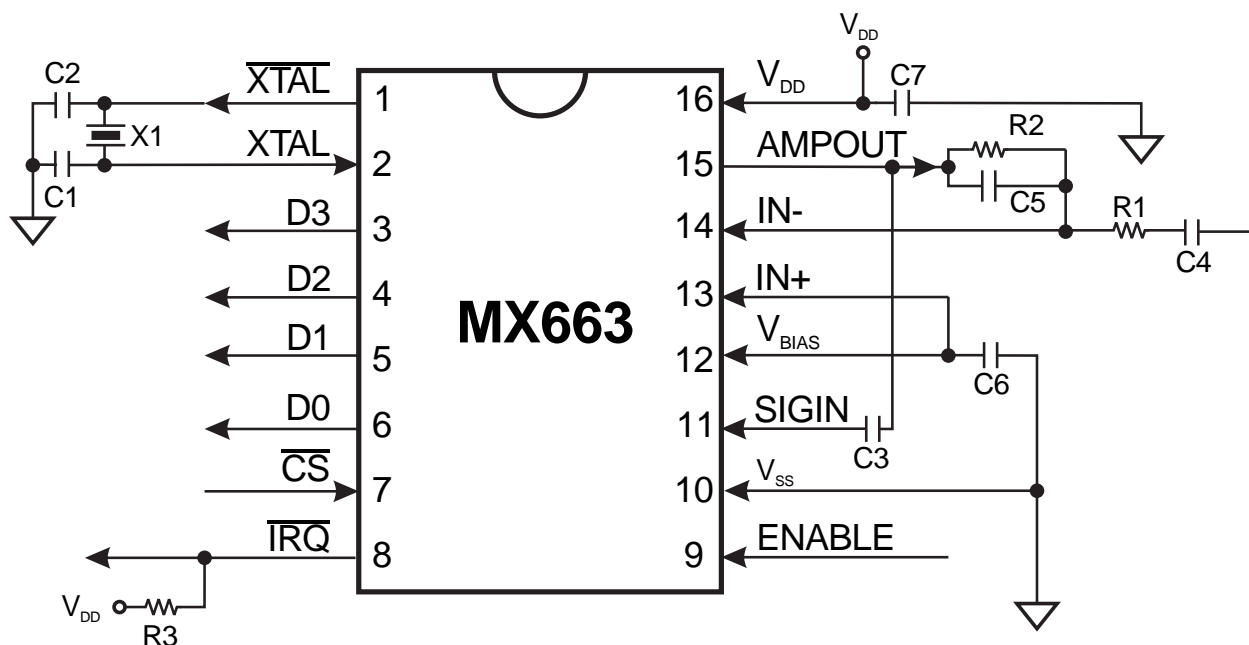 V_DD
C2
XTAL
1
16
V_DD
C7
X1
R2
XTAL
2
15
AMPOUT
C1
C5
D3
3
14
IN-
R1
C4
D2
4
13
IN+
MX663
D1
5
12
V_BIAS
C6
D0
6
11
SIGIN
C3
CS
7
10
V_SS
IRQ
8
9
ENABLE
V_DD
R3